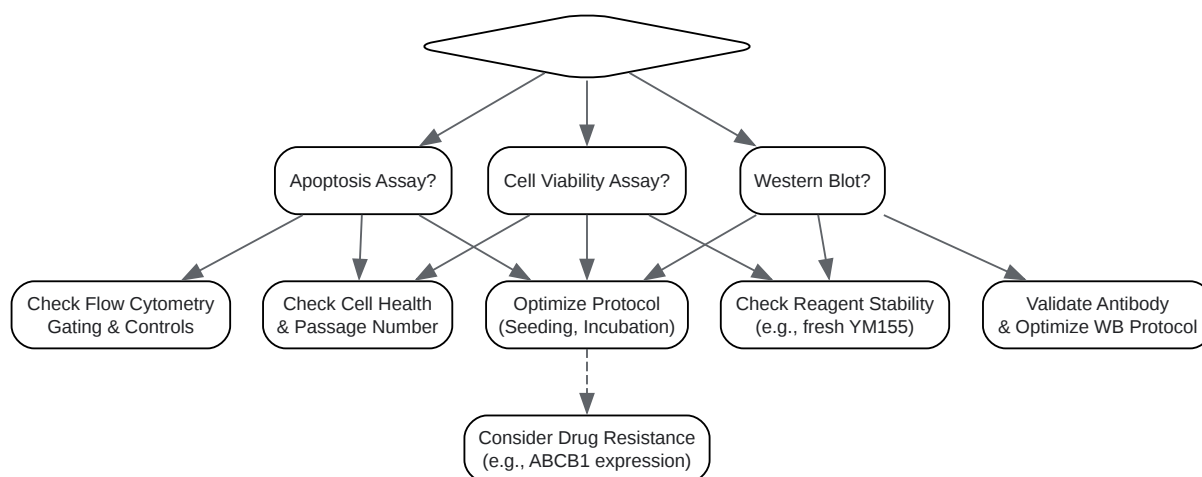 Apoptosis Assay?
Cell Viability Assay?
Western Blot?
Check Flow Cytometry
Gating & Controls
Check Cell Health
& Passage Number
Optimize Protocol
(Seeding, Incubation)
Check Reagent Stability
(e.g., fresh YM155)
Validate Antibody
& Optimize WB Protocol
Consider Drug Resistance
(e.g., ABCB1 expression)